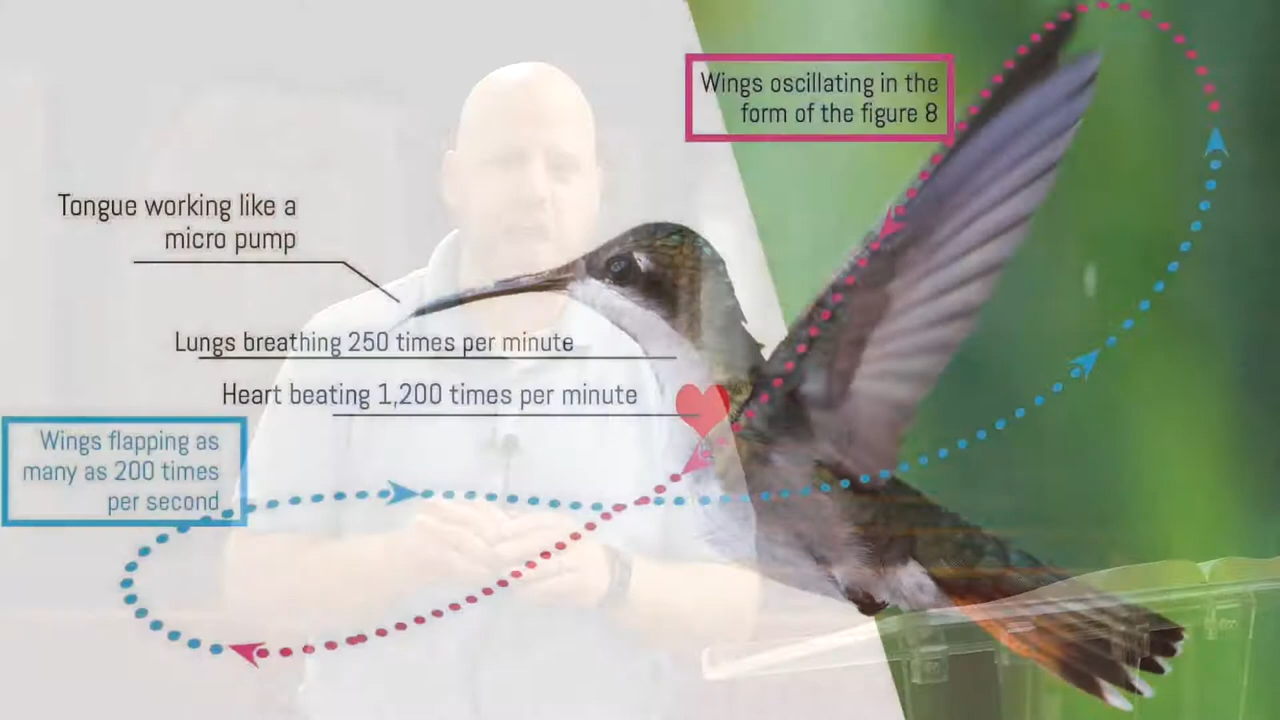 Wings oscillating in the
form of the figure 8
Tongue working like a
micro pump
Lungs breathing 250 times per minute
Heart beating 1,200 times per minute
Wings flapping as
many as 200 times
per second